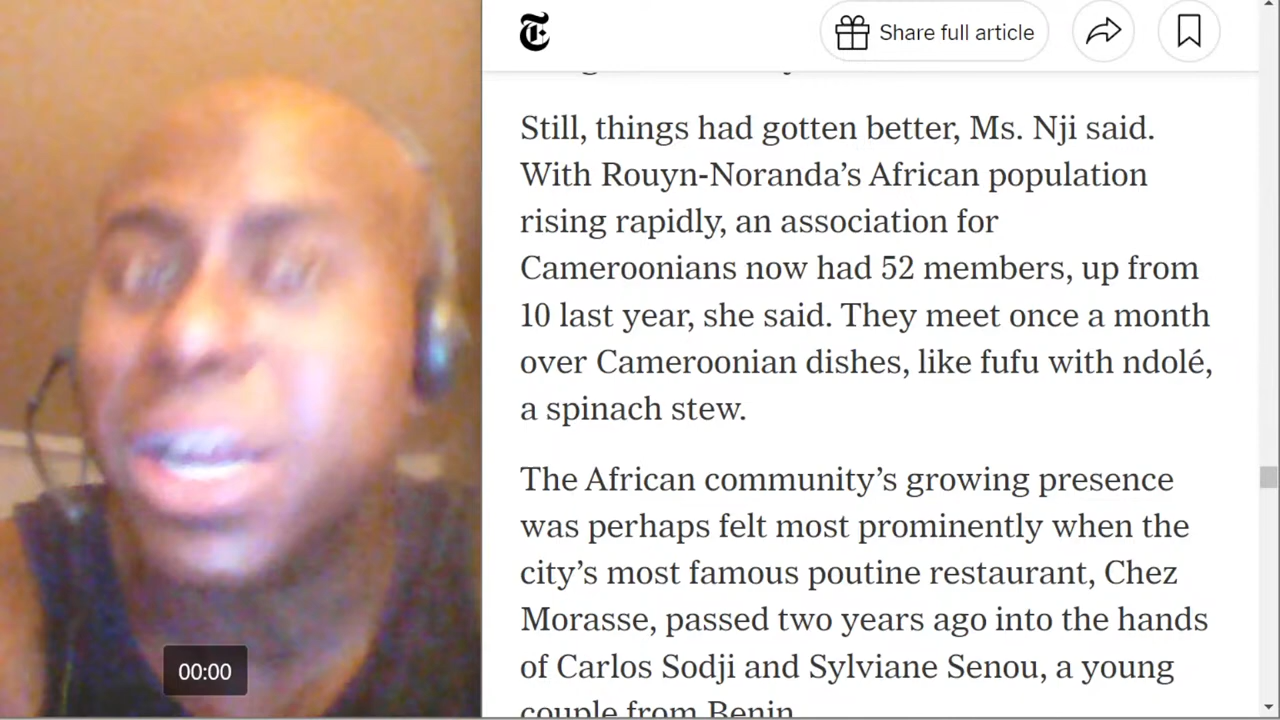 Share full article
Still, things had gotten better, Ms. Nji said.
With Rouyn-Noranda’s African population
rising rapidly, an association for
Cameroonians now had 52 members, up from
10 last year, she said. They meet once a month
over Cameroonian dishes, like fufu with ndolé,
a spinach stew.
The African community’s growing presence
was perhaps felt most prominently when the
city’s most famous poutine restaurant, Chez
Morasse, passed two years ago into the hands
of Carlos Sodji and Sylviane Senou, a young
couple from Benin.
00:00